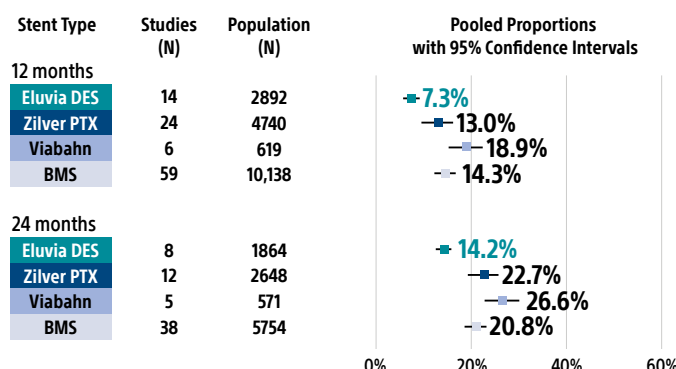 Stent Type Studies (N) Population (N) Pooled Proportions with 95% Confidence Intervals
12 months
Eluvia DES 14 2892 7.3%
Zilver PTX 24 4740 13.0%
Viabahn 6 619 18.9%
BMS 59 10,138 14.3%
24 months
Eluvia DES 8 1864 14.2%
Zilver PTX 12 2648 22.7%
Viabahn 5 571 26.6%
BMS 38 5754 20.8%
0% 20% 40% 60%